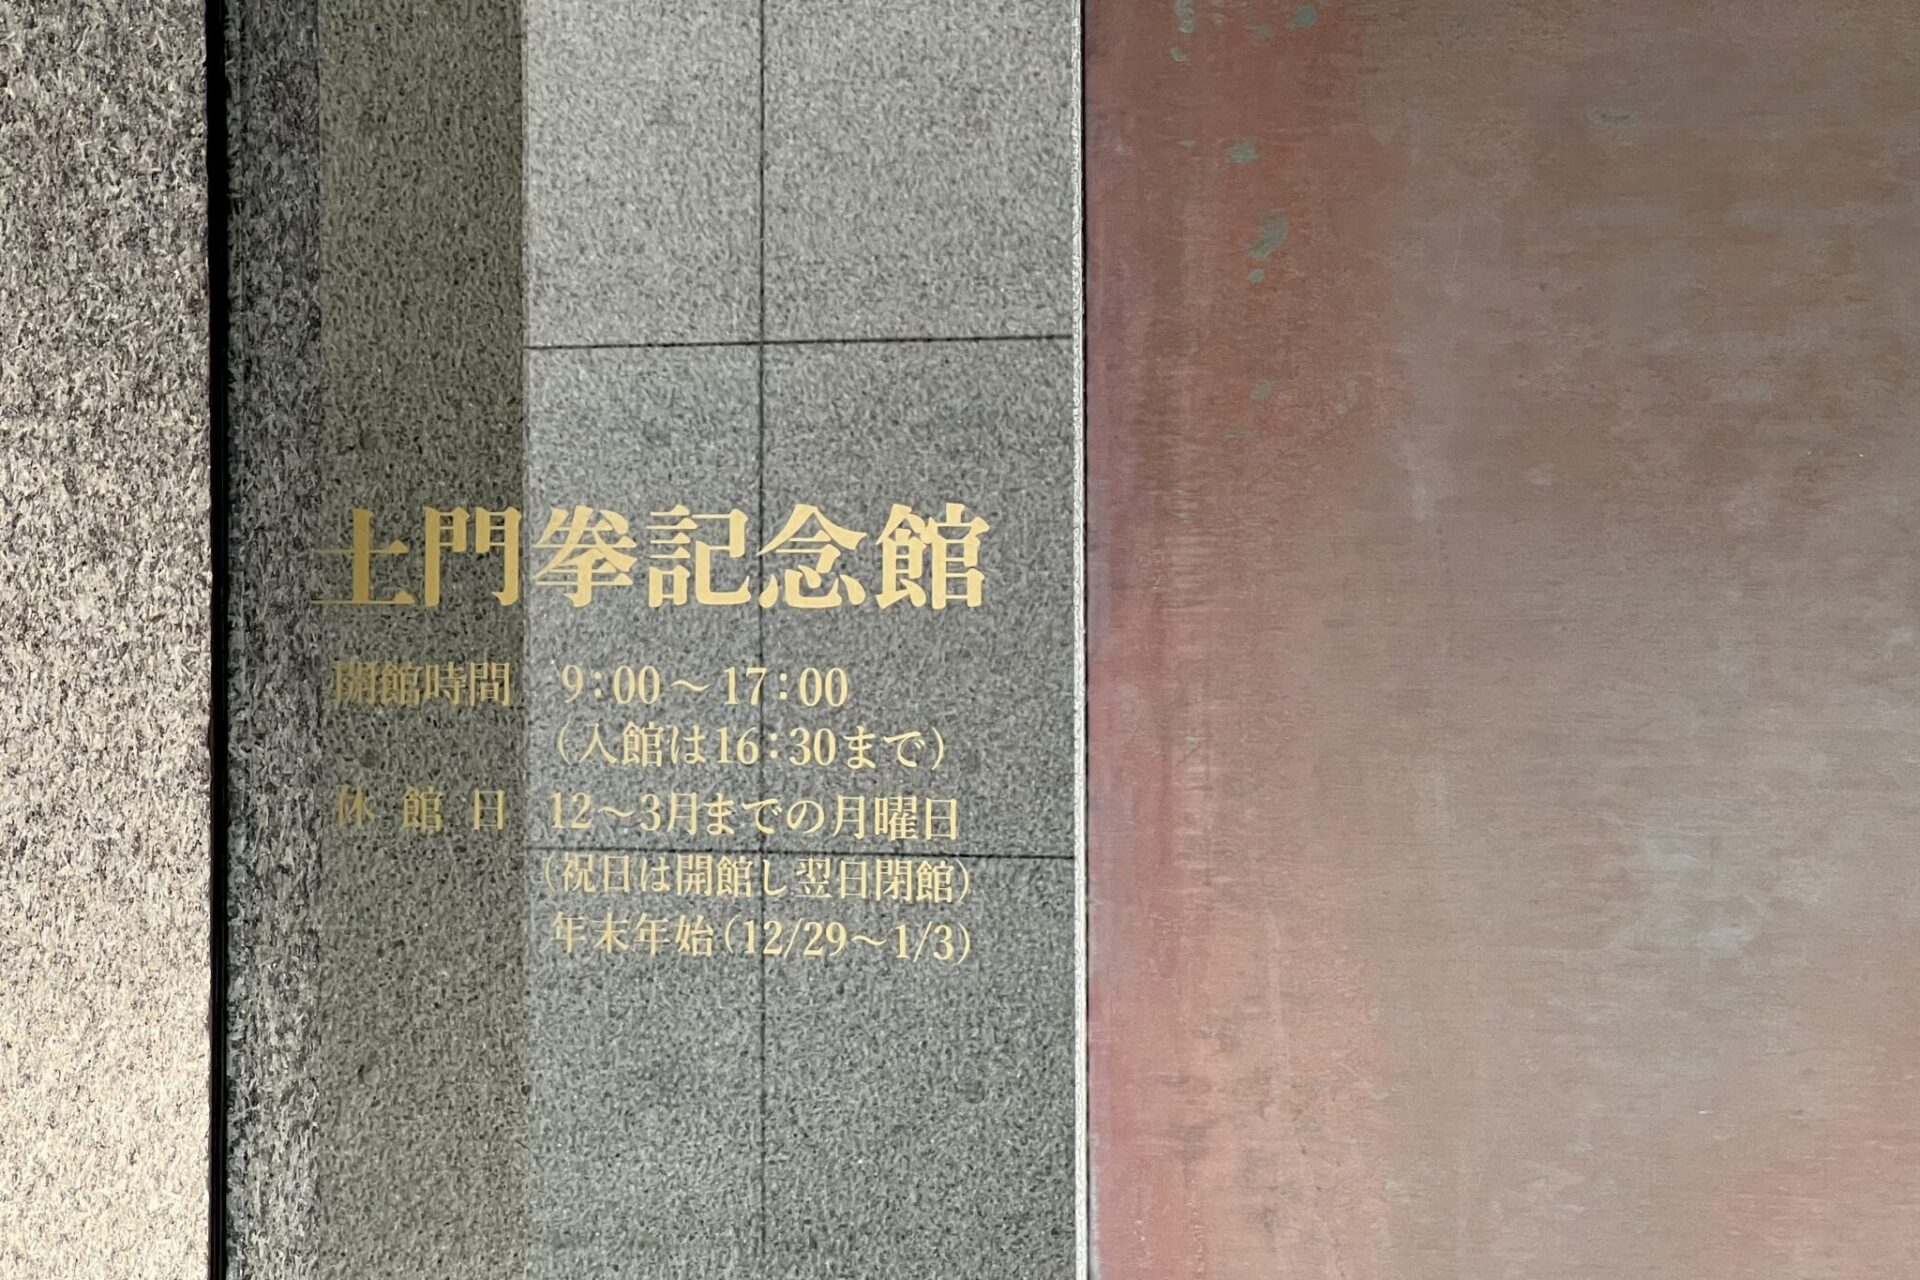 土門拳記念館
開館時間 9:00～17:00
(入館は16:30まで)
休館日 12～3月までの月曜日
(祝日は開館し翌日閉館)
年末年始(12/29～1/3)